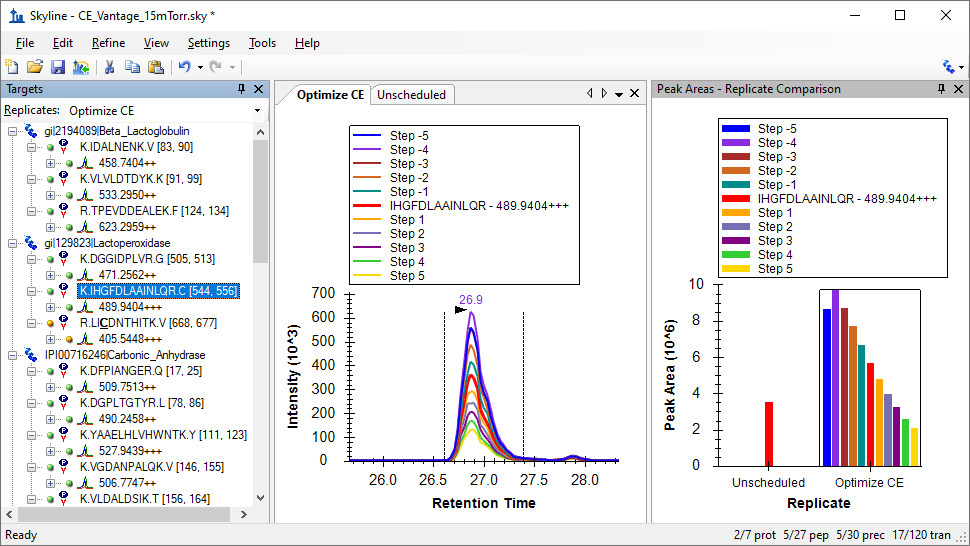 Skyline - CE_Vantage_15mTorr.sky *
File Edit Refine View Settings Tools Help
Targets
Replicates: Optimize CE
gi|2194089|Beta_Lactoglobulin
K.IDALNENK.V [83, 90]
458.7404++
K.VLVLDTDYK.K [91, 99]
533.2950++
R.TPEVDDEALEK.F [124, 134]
623.2959++
gi|129823|Lactoperoxidase
K.DGGIDPLVR.G [505, 513]
471.2562++
K.IHGFDLAAINLQR.C [544, 556]
489.9404+++
R.LICDNTHITK.V [668, 677]
405.5448+++
IPI00716246|Carbonic_Anhydrase
K.DFPIANGER.Q [17, 25]
509.7513++
K.DGPLTGTYR.L [78, 86]
490.2458++
K.YAAELHLVHWNTK.Y [111, 123]
527.9439+++
K.VGDANPALQK.V [146, 155]
506.7747++
K.VLDALDSIK.T [156, 164]
Optimize CE Unscheduled
Step -5
Step -4
Step -3
Step -2
Step -1
IHGFDLAAINLQR - 489.9404+++
Step 1
Step 2
Step 3
Step 4
Step 5
26.9
Intensity (10^3)
700
600
500
400
300
200
100
0
26.0 26.5 27.0 27.5 28.0
Retention Time
Peak Areas - Replicate Comparison
Step -5
Step -4
Step -3
Step -2
Step -1
IHGFDLAAINLQR - 489.9404+++
Step 1
Step 2
Step 3
Step 4
Step 5
Peak Area (10^6)
10
8
6
4
2
0
Unscheduled Optimize CE
Replicate
Ready
2/7 prot 5/27 pep 5/30 prec 17/120 tran